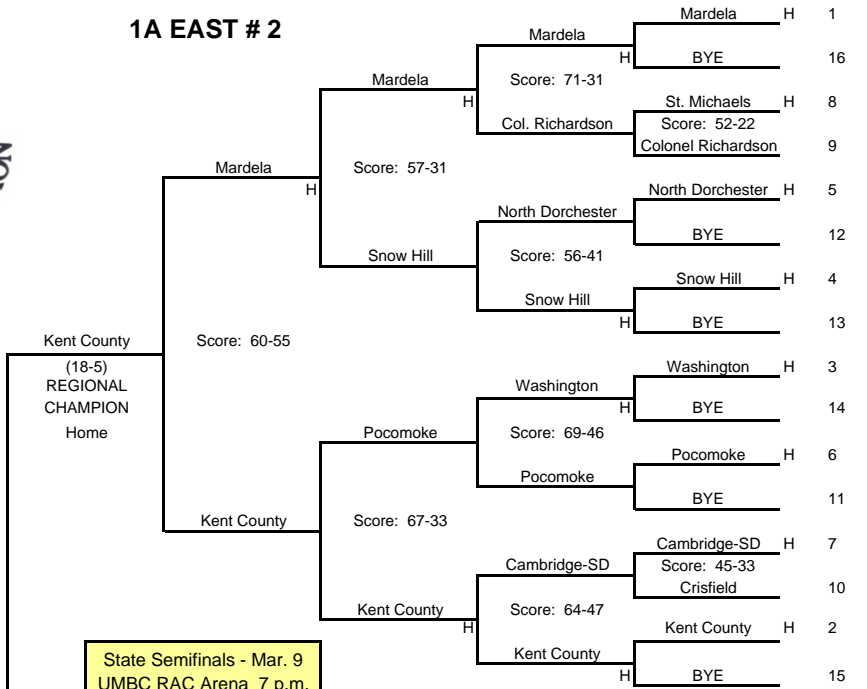 1A EAST # 2
Mardela H 1
Mardela
H BYE 16
Mardela Score: 71-31
H St. Michaels H 8
Col. Richardson Score: 52-22
Colonel Richardson 9
Mardela Score: 57-31
H North Dorchester H 5
North Dorchester
BYE 12
Snow Hill Score: 56-41
Snow Hill H 4
Snow Hill
H BYE 13
Kent County Score: 60-55
(18-5)
REGIONAL
CHAMPION
Home
Washington H 3
Washington
H BYE 14
Pocomoke Score: 69-46
Pocomoke H 6
Pocomoke
BYE 11
Kent County Score: 67-33
Cambridge-SD H 7
Cambridge-SD Score: 45-33
Crisfield 10
Kent County Score: 64-47
H Kent County H 2
Kent County
H BYE 15
State Semifinals - Mar. 9
UMBC RAC Arena 7 p.m.